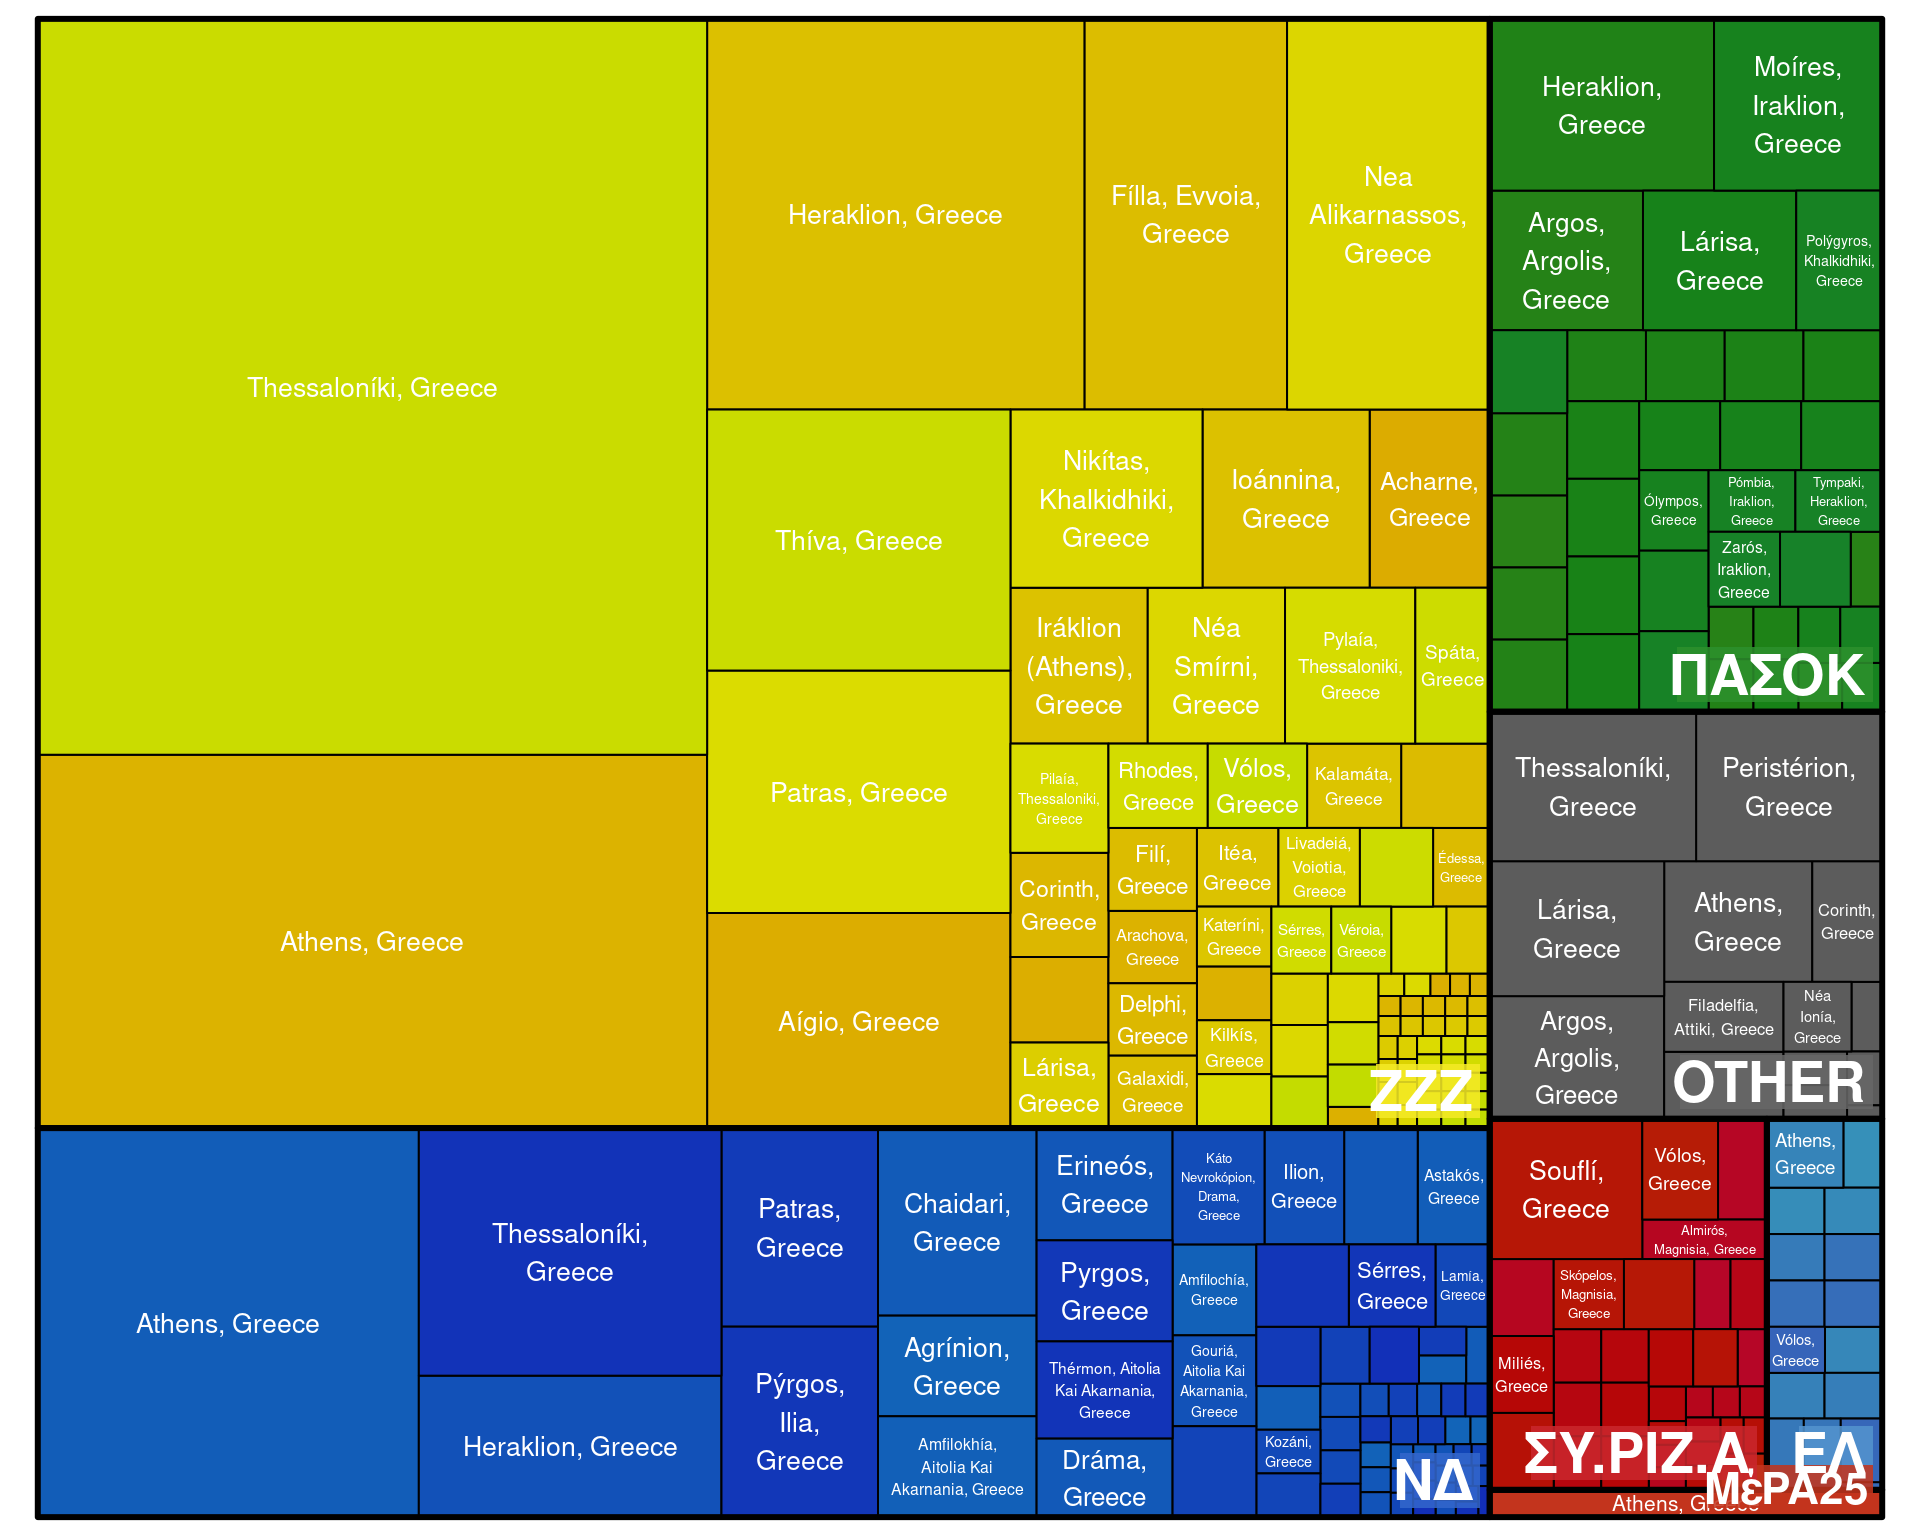 Thessaloníki, Greece
Athens, Greece
Heraklion, Greece
Fílla, Evvoia,
Greece
Nea
Alikarnassos,
Greece
Thíva, Greece
Patras, Greece
Aígio, Greece
Nikítas,
Khalkidhiki,
Greece
Ioánnina,
Greece
Acharne,
Greece
Iráklion
(Athens),
Greece
Néa
Smírni,
Greece
Pylaía,
Thessaloniki,
Greece
Spáta,
Greece
Pilaía,
Thessaloniki,
Greece
Rhodes,
Greece
Vólos,
Greece
Kalamáta,
Greece
Corinth,
Greece
Filí,
Greece
Itéa,
Greece
Livadeiá,
Voiotia,
Greece
Édessa,
Greece
Arachova,
Greece
Kateríni,
Greece
Sérres,
Greece
Véroia,
Greece
Delphi,
Greece
Kilkís,
Greece
Lárisa,
Greece
Galaxidi,
Greece
ZZZ
Heraklion,
Greece
Moíres,
Iraklion,
Greece
Argos,
Argolis,
Greece
Lárisa,
Greece
Polýgyros,
Khalkidhiki,
Greece
Ólympos,
Greece
Pómbia,
Iraklion,
Greece
Tympaki,
Heraklion,
Greece
Zarós,
Iraklion,
Greece
ΠΑΣΟΚ
Thessaloníki,
Greece
Peristérion,
Greece
Lárisa,
Greece
Athens,
Greece
Corinth,
Greece
Argos,
Argolis,
Greece
Filadelfia,
Attiki, Greece
Néa
Ionía,
Greece
OTHER
Athens, Greece
Thessaloníki,
Greece
Heraklion, Greece
Patras,
Greece
Pýrgos,
Ilia,
Greece
Chaidari,
Greece
Agrínion,
Greece
Amfilokhía,
Aitolia Kai
Akarnania, Greece
Erineós,
Greece
Pyrgos,
Greece
Thérmon, Aitolia
Kai Akarnania,
Greece
Dráma,
Greece
Káto
Nevrokópion,
Drama,
Greece
Ilion,
Greece
Astakós,
Greece
Amfilochía,
Greece
Sérres,
Greece
Lamía,
Greece
Gouriá,
Aitolia Kai
Akarnania,
Greece
Kozáni,
Greece
ΝΔ
Souflí,
Greece
Vólos,
Greece
Almirós,
Magnisia, Greece
Skópelos,
Magnisia,
Greece
Miliés,
Greece
ΣΥ.ΡΙΖ.Α,
Athens,
Greece
Vólos,
Greece
ΕΛ
Athens, Greece
ΜέΡΑ25